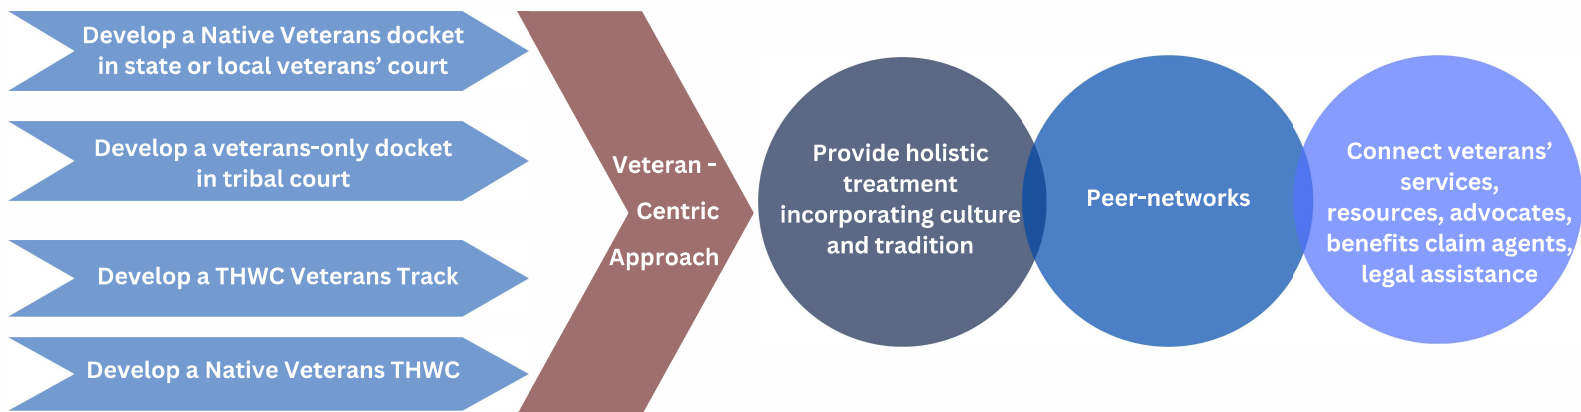 Develop a Native Veterans docket
in state or local veterans’ court
Develop a veterans-only docket
in tribal court
Develop a THWC Veterans Track
Develop a Native Veterans THWC
Veteran -
Centric
Approach
Provide holistic
treatment
incorporating culture
and tradition
Peer-networks
Connect veterans’
services,
resources, advocates,
benefits claim agents,
legal assistance